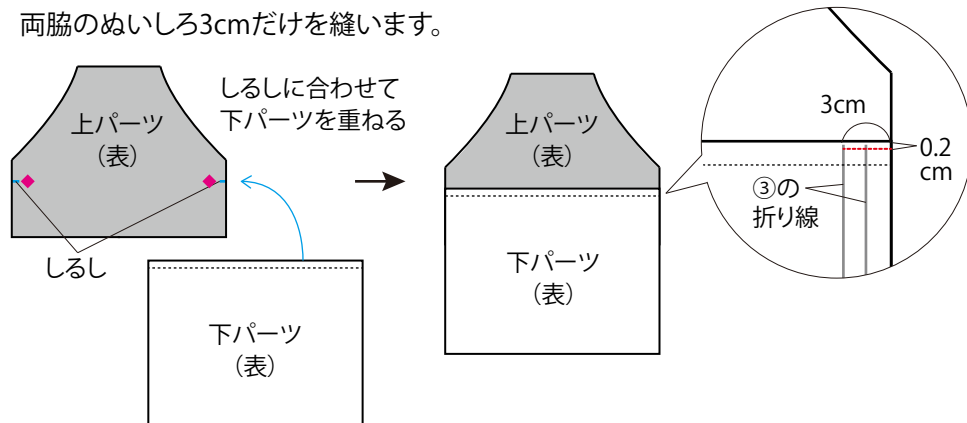 両脇のぬいしろ3cmだけを縫います。
上パーツ
（表）
しるしに合わせて
下パーツを重ねる
しるし
下パーツ
（表）
上パーツ
（表）
下パーツ
（表）
3cm
0.2
cm
③の
折り線